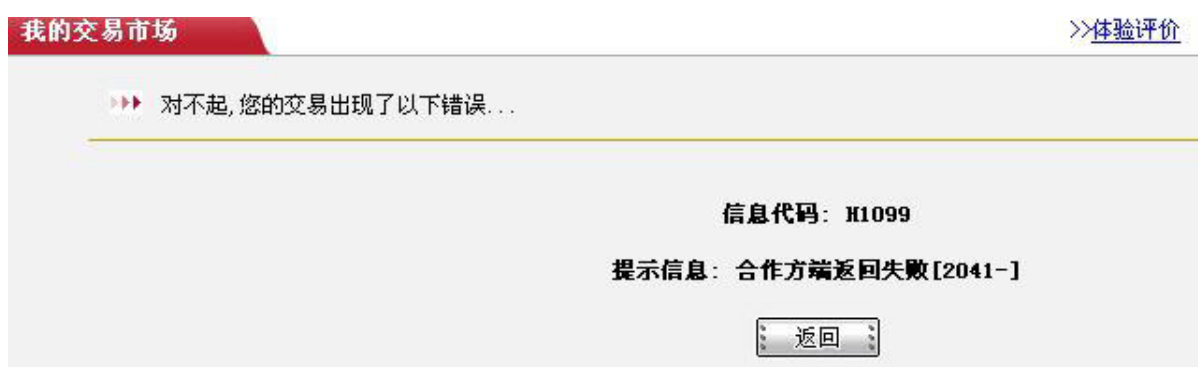 我的交易市场
>>体验评价
对不起,您的交易出现了以下错误...
信息代码: H1099
提示信息: 合作方端返回失败[2041-]
返回